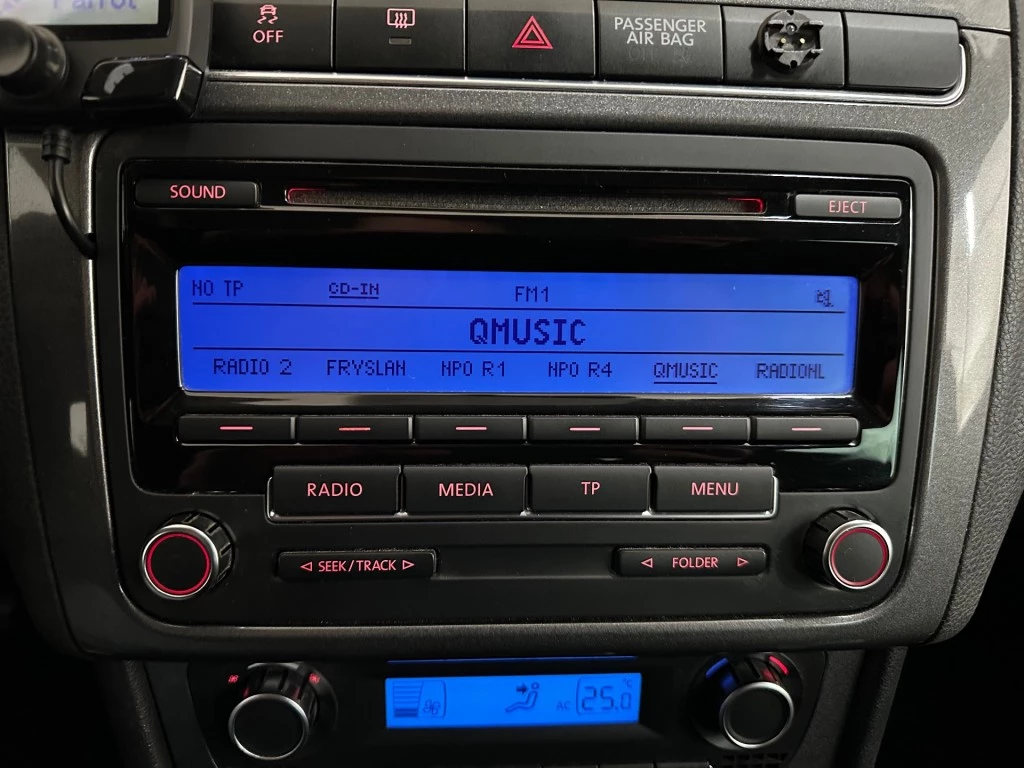 Parrot
OFF
PASSENGER
AIR BAG
SOUND
EJECT
NO TP CD-IN FM1
QMUSIC
RADIO 2 FRYSLAN NPO R1 NPO R4 QMUSIC RADIONL
RADIO MEDIA TP MENU
◁ SEEK/TRACK ▷ ◁ FOLDER ▷
AC 25.0 °C